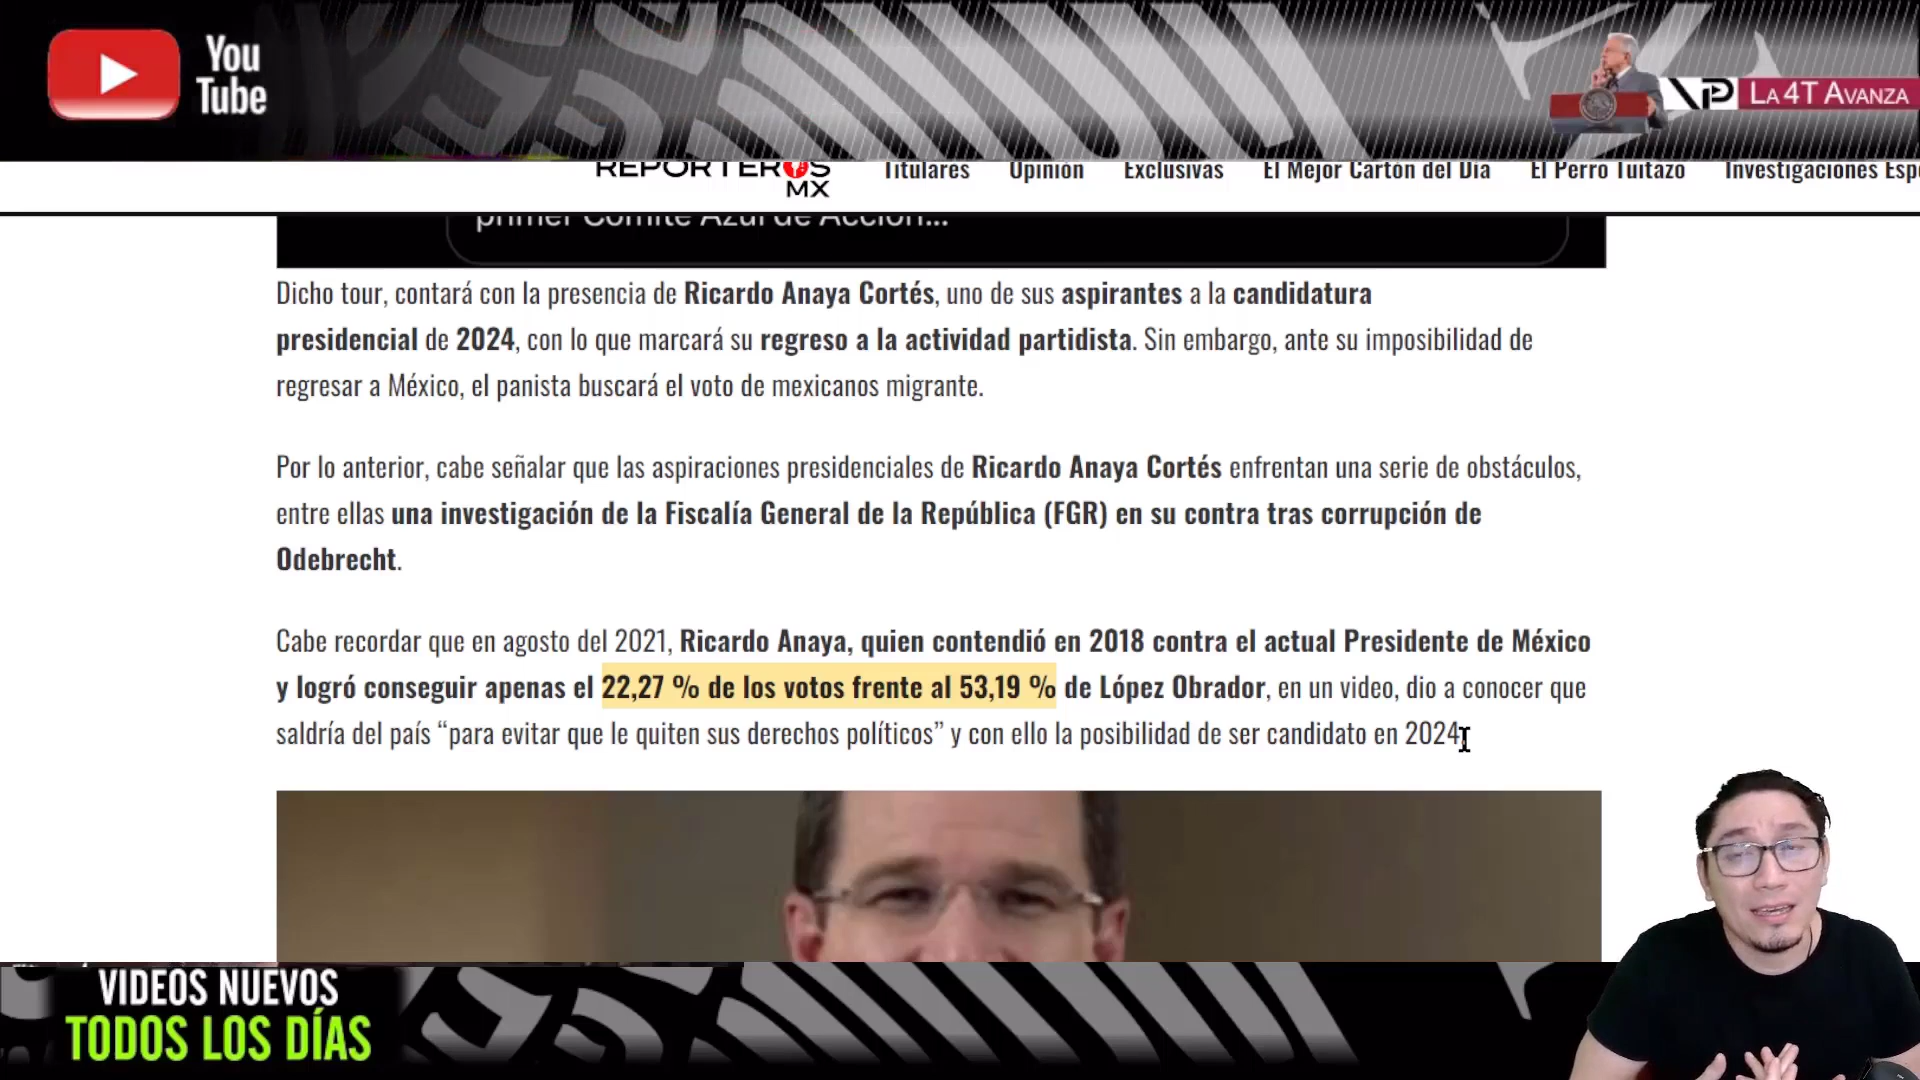 You
Tube
LA 4T AVANZA
REPORTEROS
MX
Titulares Opinión Exclusivas El Mejor Cartón del Día El Perro Tuitazo Investigaciones Esp
primer Comité Azul de Acción...
Dicho tour, contará con la presencia de Ricardo Anaya Cortés, uno de sus aspirantes a la candidatura
presidencial de 2024, con lo que marcará su regreso a la actividad partidista. Sin embargo, ante su imposibilidad de
regresar a México, el panista buscará el voto de mexicanos migrante.
Por lo anterior, cabe señalar que las aspiraciones presidenciales de Ricardo Anaya Cortés enfrentan una serie de obstáculos,
entre ellas una investigación de la Fiscalía General de la República (FGR) en su contra tras corrupción de
Odebrecht.
Cabe recordar que en agosto del 2021, Ricardo Anaya, quien contendió en 2018 contra el actual Presidente de México
y logró conseguir apenas el 22,27 % de los votos frente al 53,19 % de López Obrador, en un video, dio a conocer que
saldría del país “para evitar que le quiten sus derechos políticos” y con ello la posibilidad de ser candidato en 2024.
VIDEOS NUEVOS
TODOS LOS DÍAS